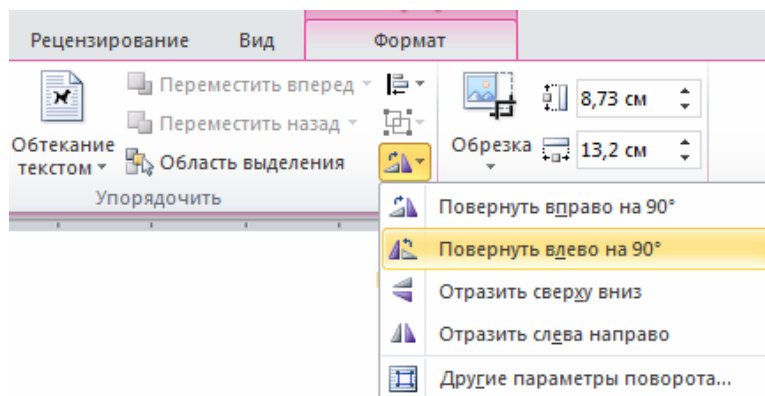 Рецензирование Вид Формат
Переместить вперед
8,73 см
Переместить назад
Обтекание текстом
Область выделения
Обрезка
13,2 см
Упорядочить
Повернуть вправо на 90°
Повернуть влево на 90°
Отразить сверху вниз
Отразить слева направо
Другие параметры поворота...